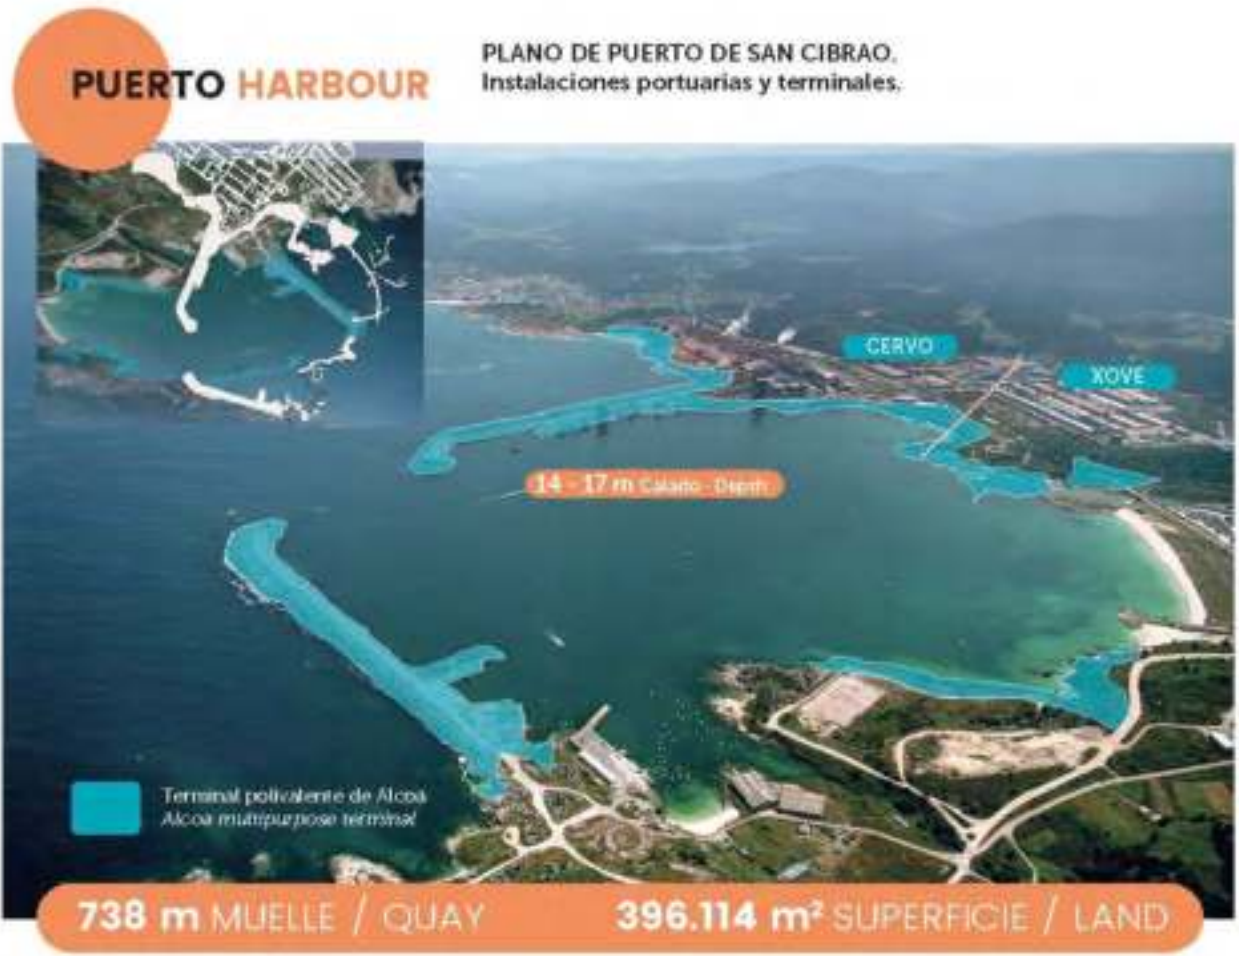 PUERTO HARBOUR
PLANO DE PUERTO DE SAN CIBRAO.
Instalaciones portuarias y terminales.
CERVO
XOVE
14 - 17 m Calado - Depth
Terminal polivalente de Alcoa
Alcoa multipurpose terminal
738 m MUELLE / QUAY
396.114 m² SUPERFICIE / LAND